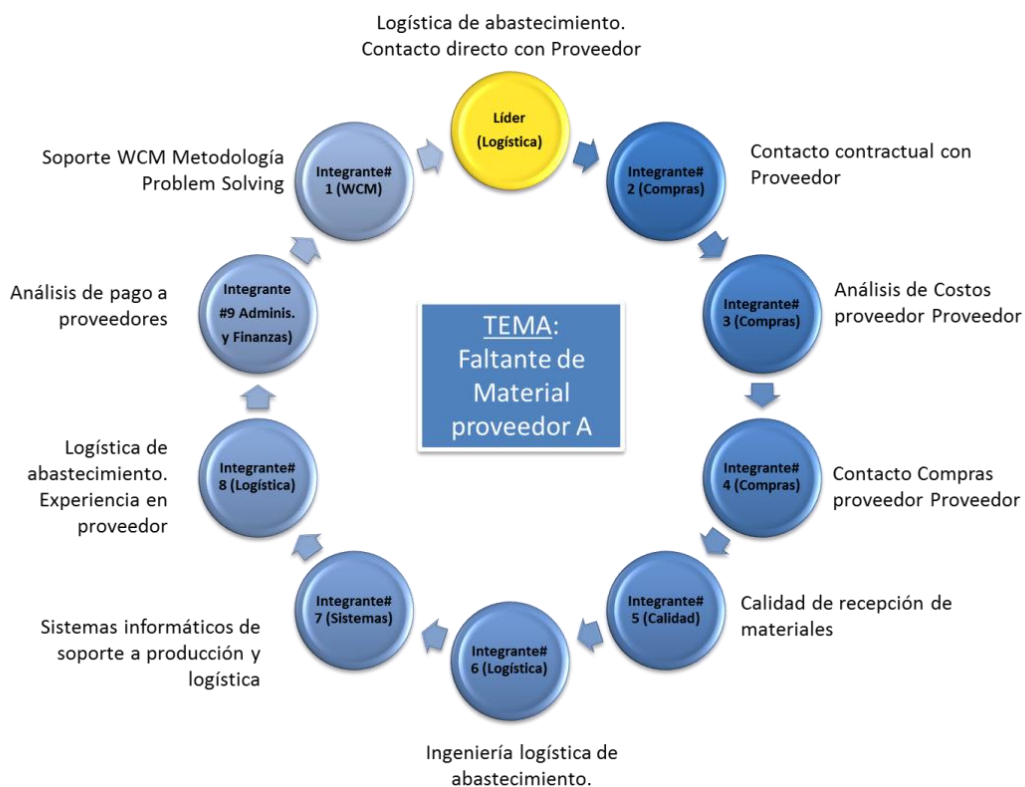 Logística de abastecimiento.
Contacto directo con Proveedor
Líder
(Logística)
Contacto contractual con
Proveedor
Integrante#
2 (Compras)
Análisis de Costos
proveedor Proveedor
Integrante#
3 (Compras)
Contacto Compras
proveedor Proveedor
Integrante#
4 (Compras)
Calidad de recepción de
materiales
Integrante#
5 (Calidad)
Ingeniería logística de
abastecimiento.
Integrante#
6 (Logística)
Sistemas informáticos de
soporte a producción y
logística
Integrante#
7 (Sistemas)
Logística de
abastecimiento.
Experiencia en
proveedor
Integrante#
8 (Logística)
Análisis de pago a
proveedores
Integrante
#9 Adminis.
y Finanzas)
Soporte WCM Metodología
Problem Solving
Integrante#
1 (WCM)
TEMA:
Faltante de
Material
proveedor A